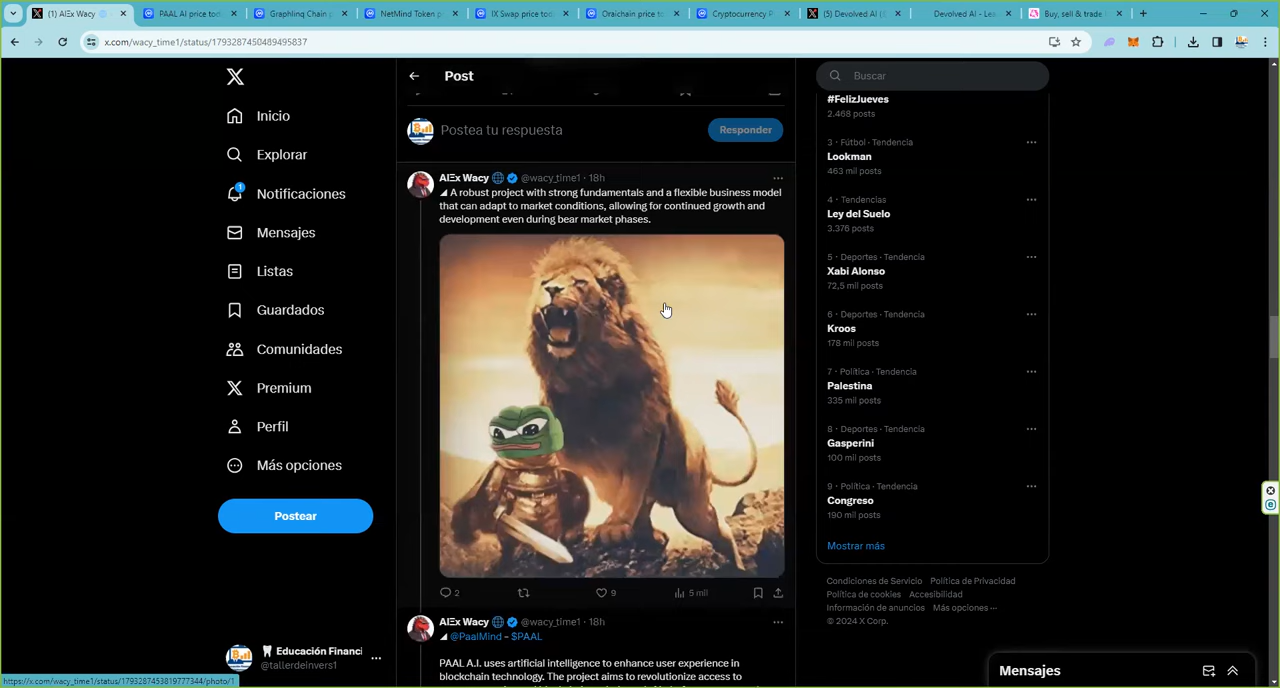 (1) AlΞx Wacy
PAAL AI price tod
Graphlinq Chain p
NetMind Token p
IX Swap price tod
Oraichain price to
Cryptocurrency P
(5) Devolved AI (
Devolved AI - Lea
Buy, sell & trade
x.com/wacy_time1/status/1793287450489495837
Inicio
Explorar
1
Notificaciones
Mensajes
Listas
Guardados
Comunidades
Premium
Perfil
Más opciones
Postear
Educación Financi
@tallerdeinvers1
https://x.com/wacy_time1/status/1793287453819777344/photo/1
Post
Postea tu respuesta
Responder
AlΞx Wacy @wacy_time1 · 18h
A robust project with strong fundamentals and a flexible business model
that can adapt to market conditions, allowing for continued growth and
development even during bear market phases.
2
9
5 mil
AlΞx Wacy @wacy_time1 · 18h
@PaalMind - $PAAL
PAAL A.I. uses artificial intelligence to enhance user experience in
blockchain technology. The project aims to revolutionize access to
Buscar
#FelizJueves
2.468 posts
3 · Fútbol · Tendencia
Lookman
463 mil posts
4 · Tendencias
Ley del Suelo
3.376 posts
5 · Deportes · Tendencia
Xabi Alonso
72,5 mil posts
6 · Deportes · Tendencia
Kroos
178 mil posts
7 · Política · Tendencia
Palestina
335 mil posts
8 · Deportes · Tendencia
Gasperini
100 mil posts
9 · Política · Tendencia
Congreso
190 mil posts
Mostrar más
Condiciones de Servicio Política de Privacidad
Política de cookies Accesibilidad
Información de anuncios Más opciones ···
© 2024 X Corp.
Mensajes